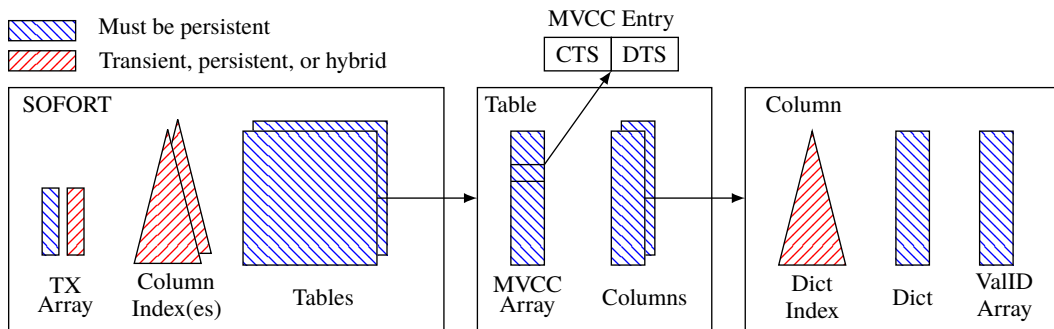 Must be persistent
Transient, persistent, or hybrid
MVCC Entry
CTS DTS
SOFORT
TX
Array
Column
Index(es)
Tables
Table
MVCC
Array
Columns
Column
Dict
Index
Dict
ValID
Array